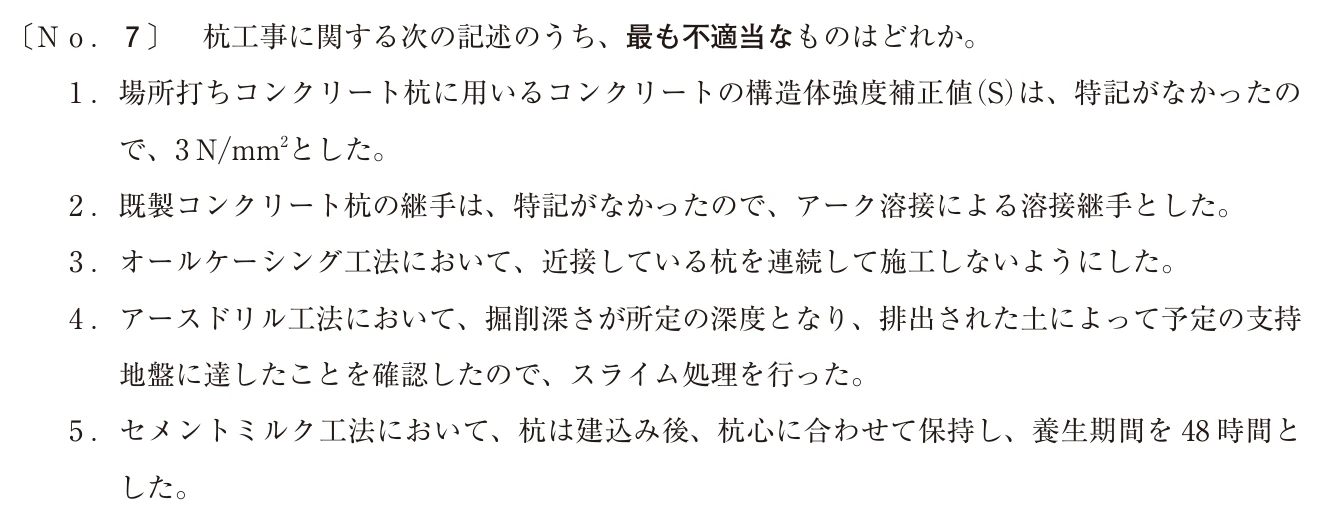 〔No. 7〕 杭工事に関する次の記述のうち、最も不適当なものはどれか。
1. 場所打ちコンクリート杭に用いるコンクリートの構造体強度補正値(S)は、特記がなかったの
で、3 N/mm²とした。
2. 既製コンクリート杭の継手は、特記がなかったので、アーク溶接による溶接継手とした。
3. オールケーシング工法において、近接している杭を連続して施工しないようにした。
4. アースドリル工法において、掘削深さが所定の深度となり、排出された土によって予定の支持
地盤に達したことを確認したので、スライム処理を行った。
5. セメントミルク工法において、杭は建込み後、杭心に合わせて保持し、養生期間を 48 時間と
した。